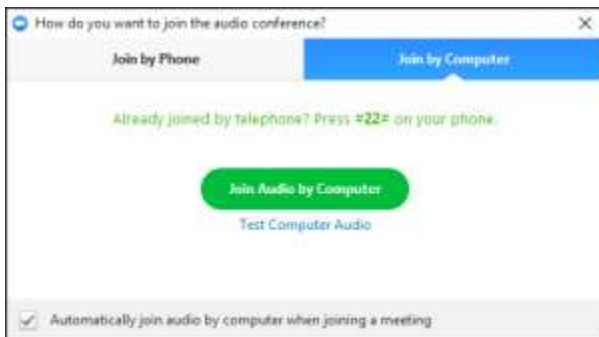 How do you want to join the audio conference?
Join by Phone
Join by Computer
Already joined by telephone? Press #22# on your phone.
Join Audio by Computer
Test Computer Audio
Automatically join audio by computer when joining a meeting